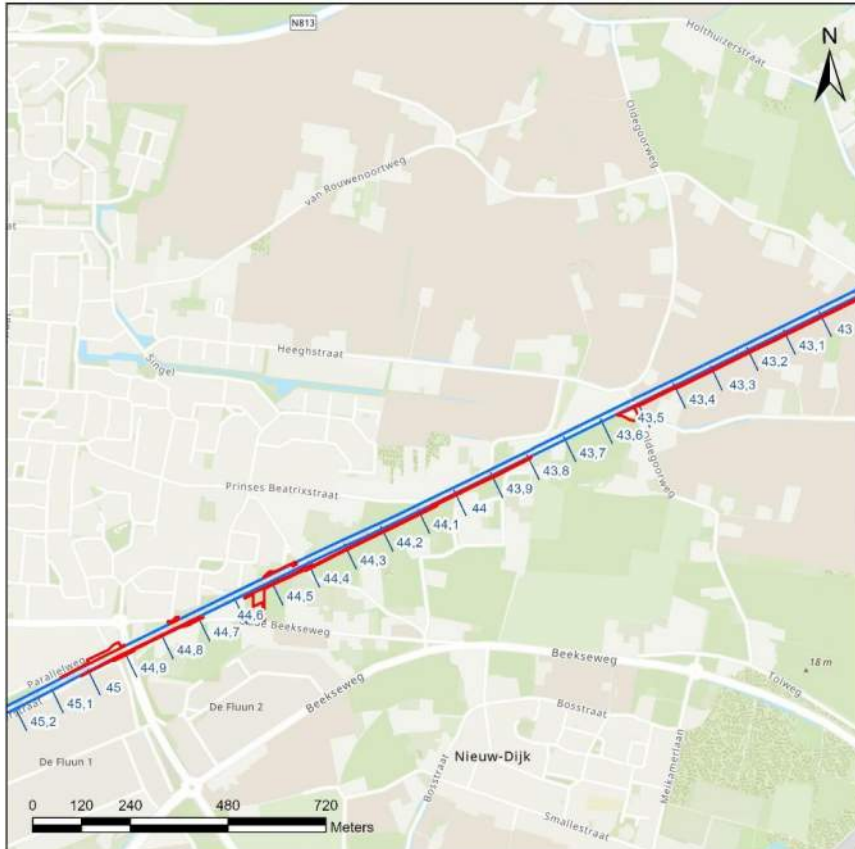 N813
Holthuizerstraat
N
Oldegoorweg
van Rouwenoortweg
Heeghstraat
Singel
43
43,1
43,2
43,3
43,4
43,5
43,6
43,7
43,8
43,9
44
44,1
44,2
44,3
44,4
44,5
44,6
44,7
44,8
44,9
45
45,1
45,2
Oldegoorweg
Prinses Beatrixstraat
Beekseweg
Parallelweg
Beekseweg
Beekseweg
18 m
Tolweg
De Fluun 2
Bosstraat
Nieuw-Dijk
Meikamerlaan
De Fluun 1
Bosstraat
Smallestraat
0 120 240 480 720
Meters